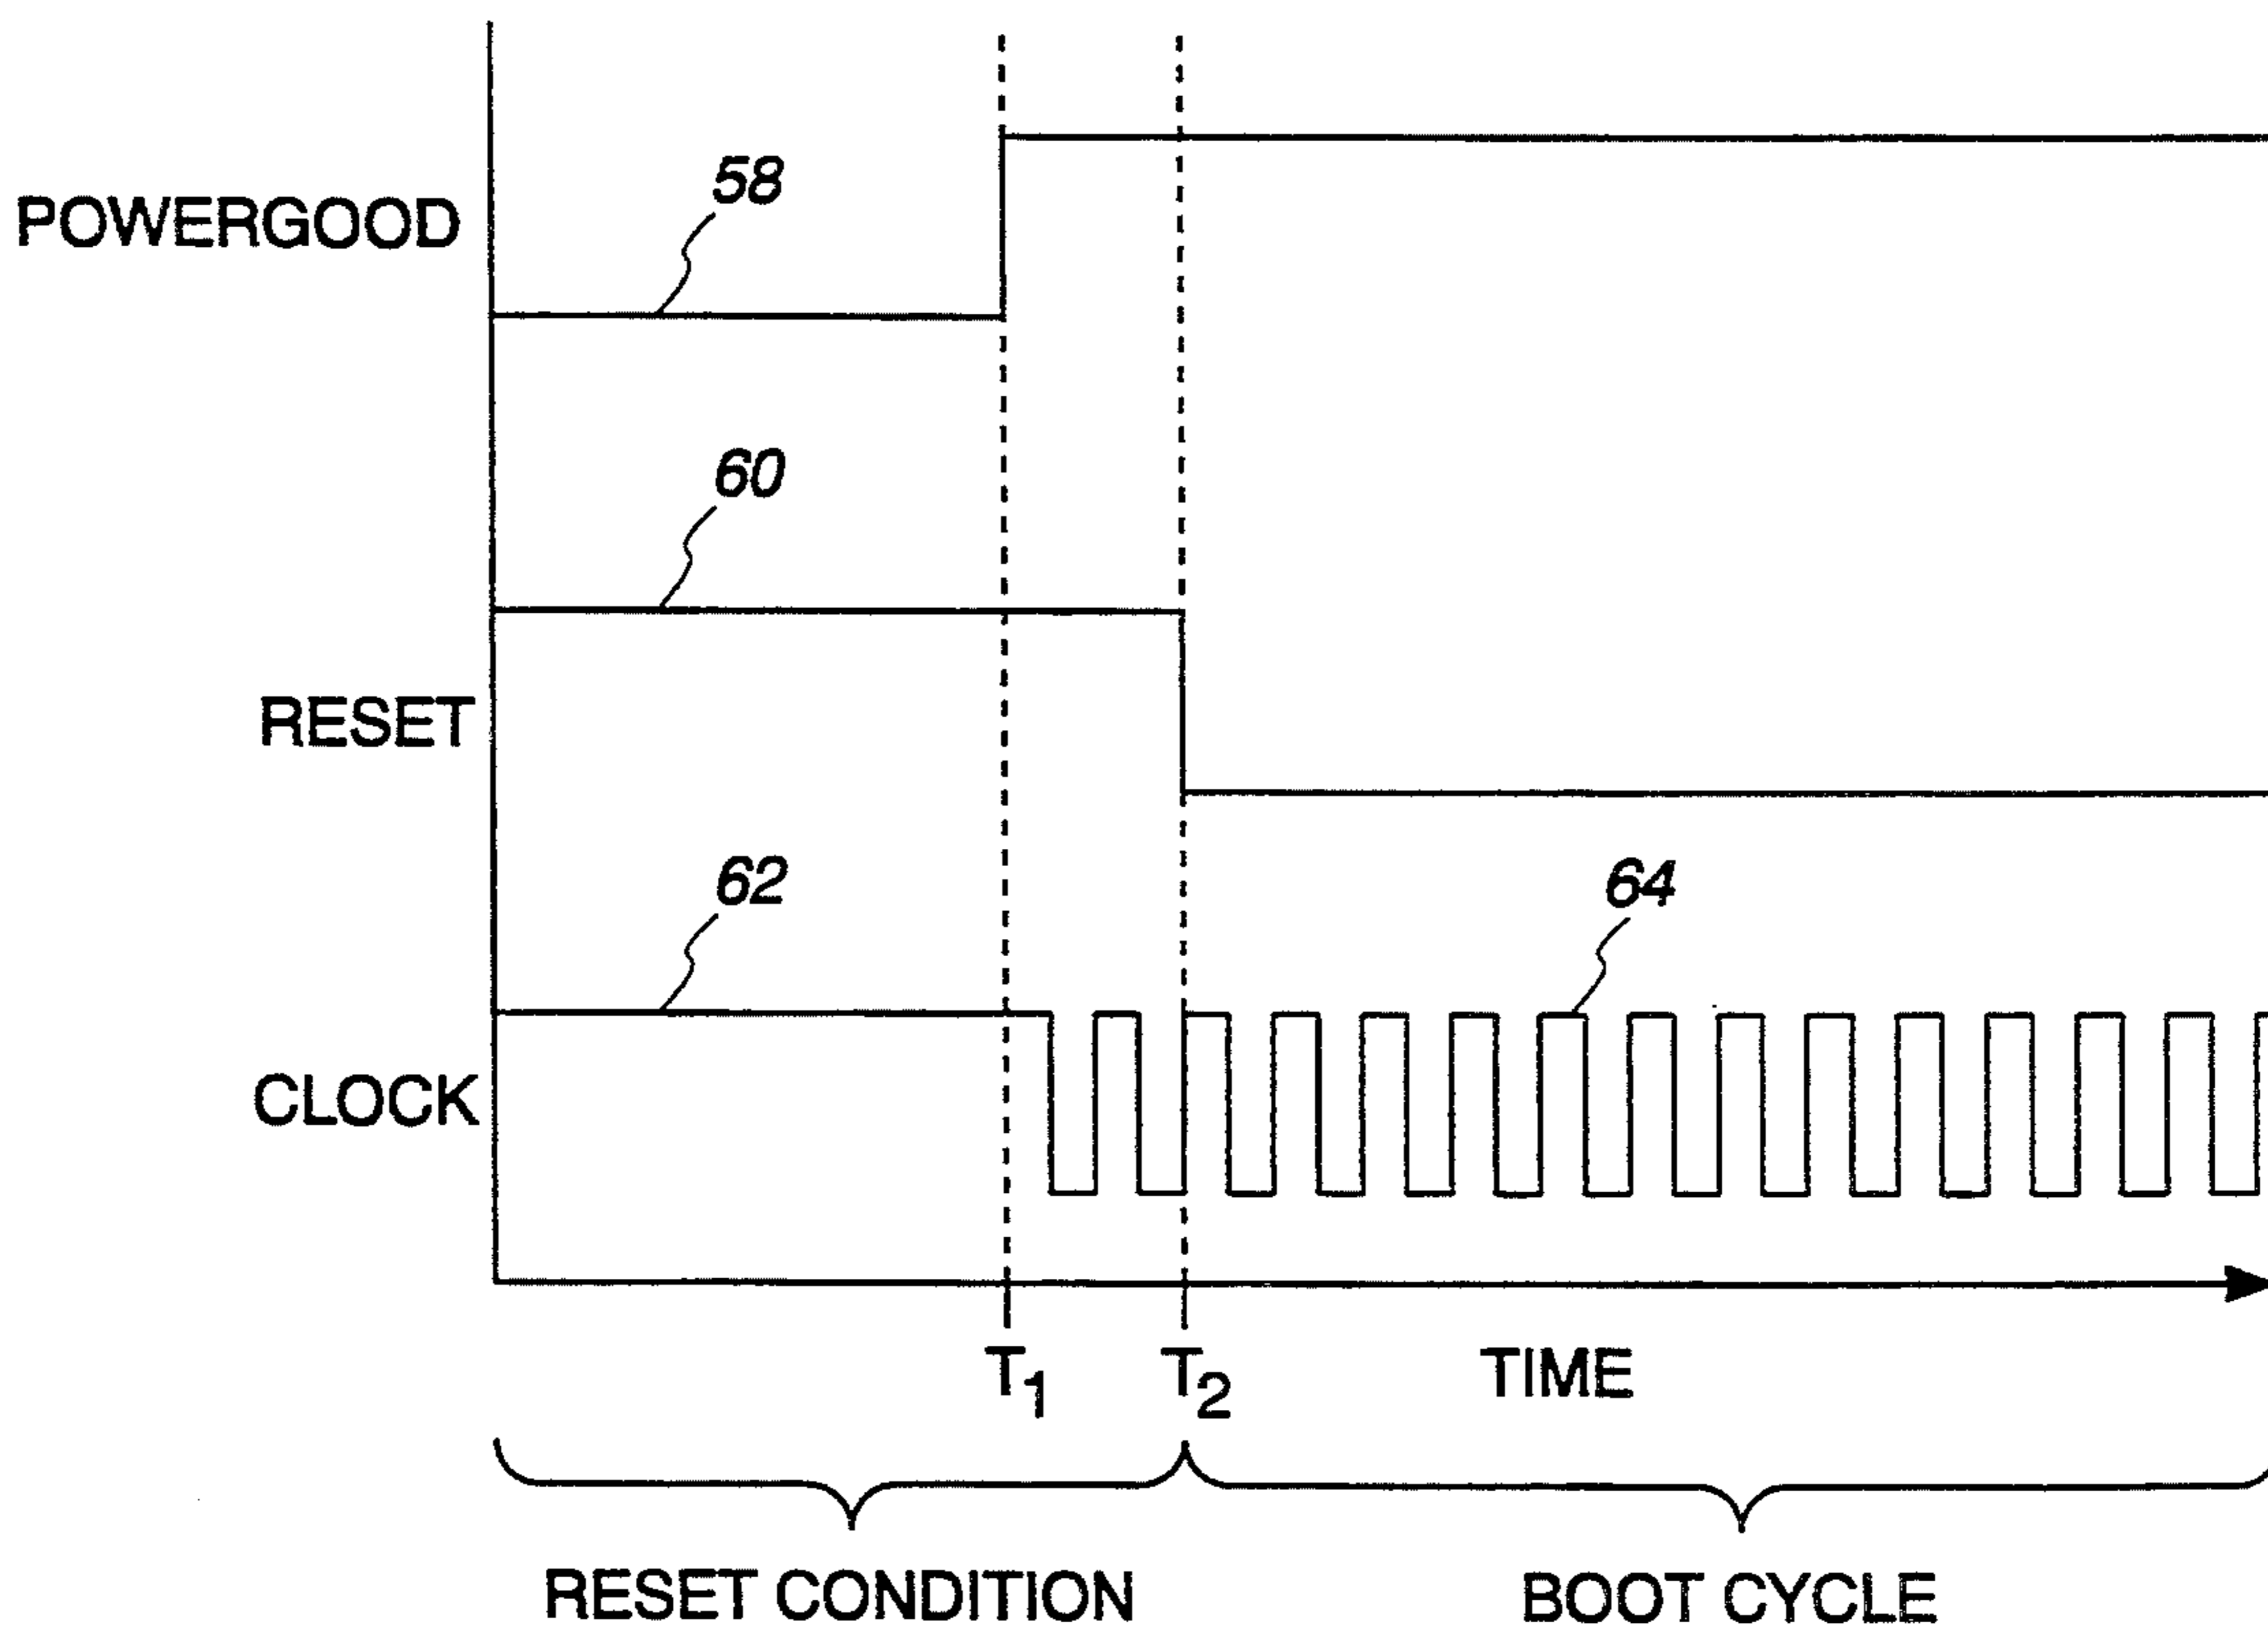 58
POWERGOOD
60
RESET
62
64
CLOCK
T1 T2 TIME
RESET CONDITION BOOT CYCLE